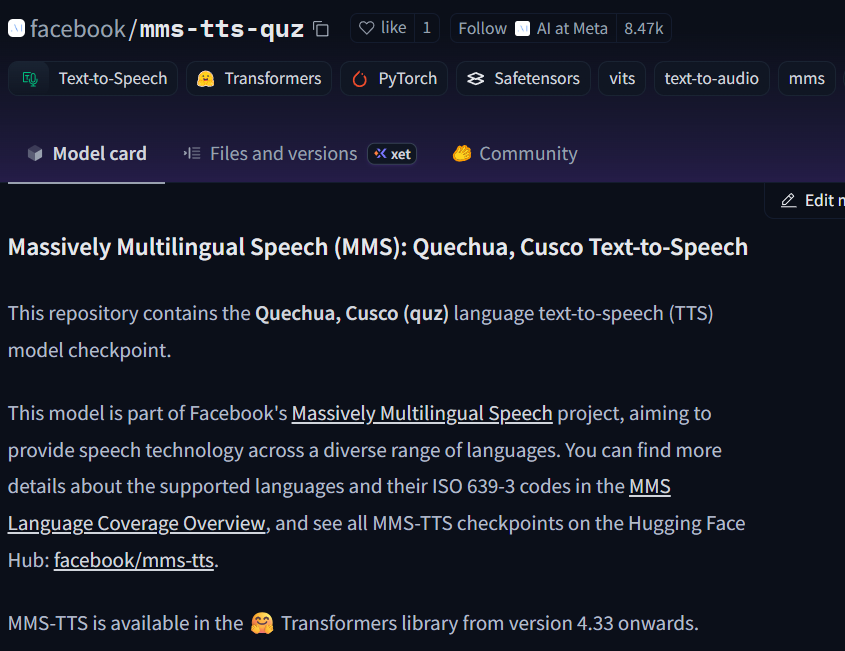 facebook/mms-tts-quz like 1 Follow AI at Meta 8.47k
Text-to-Speech Transformers PyTorch Safetensors vits text-to-audio mms
Model card Files and versions xet Community
Edit
Massively Multilingual Speech (MMS): Quechua, Cusco Text-to-Speech
This repository contains the Quechua, Cusco (quz) language text-to-speech (TTS)
model checkpoint.
This model is part of Facebook's Massively Multilingual Speech project, aiming to
provide speech technology across a diverse range of languages. You can find more
details about the supported languages and their ISO 639-3 codes in the MMS
Language Coverage Overview, and see all MMS-TTS checkpoints on the Hugging Face
Hub: facebook/mms-tts.
MMS-TTS is available in the 🤗 Transformers library from version 4.33 onwards.